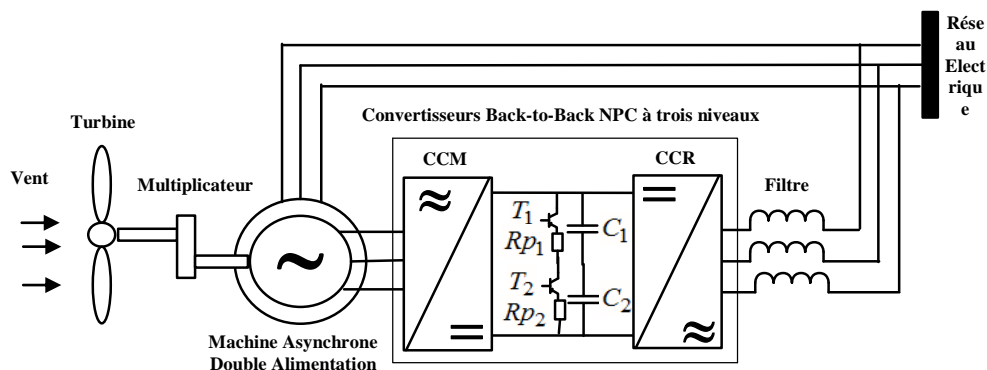 Rése
au
Elect
riqu
e
Convertisseurs Back-to-Back NPC à trois niveaux
Turbine
CCM
CCR
Vent
Multiplicateur
Filtre
T1
Rp1
C1
T2
Rp2
C2
Machine Asynchrone
Double Alimentation